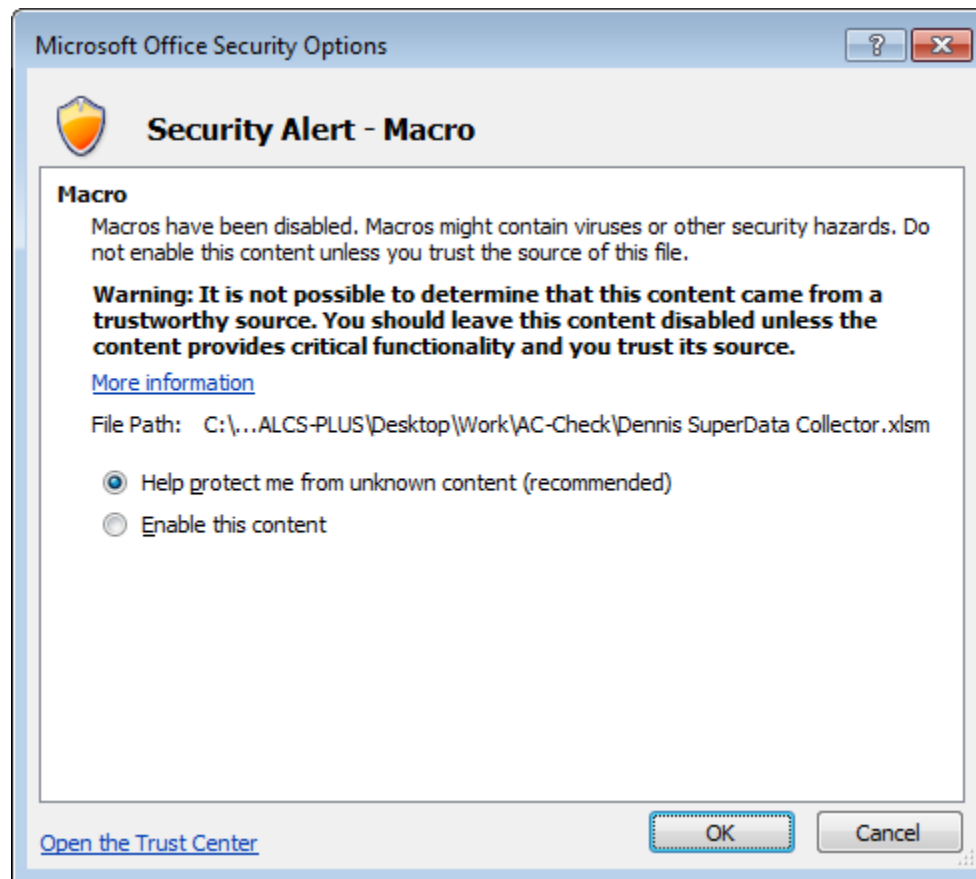 Microsoft Office Security Options
Security Alert - Macro
Macro
Macros have been disabled. Macros might contain viruses or other security hazards. Do
not enable this content unless you trust the source of this file.
Warning: It is not possible to determine that this content came from a
trustworthy source. You should leave this content disabled unless the
content provides critical functionality and you trust its source.
More information
File Path: C:\...ALCS-PLUS\Desktop\Work\AC-Check\Dennis SuperData Collector.xlsm
Help protect me from unknown content (recommended)
Enable this content
Open the Trust Center
OK
Cancel